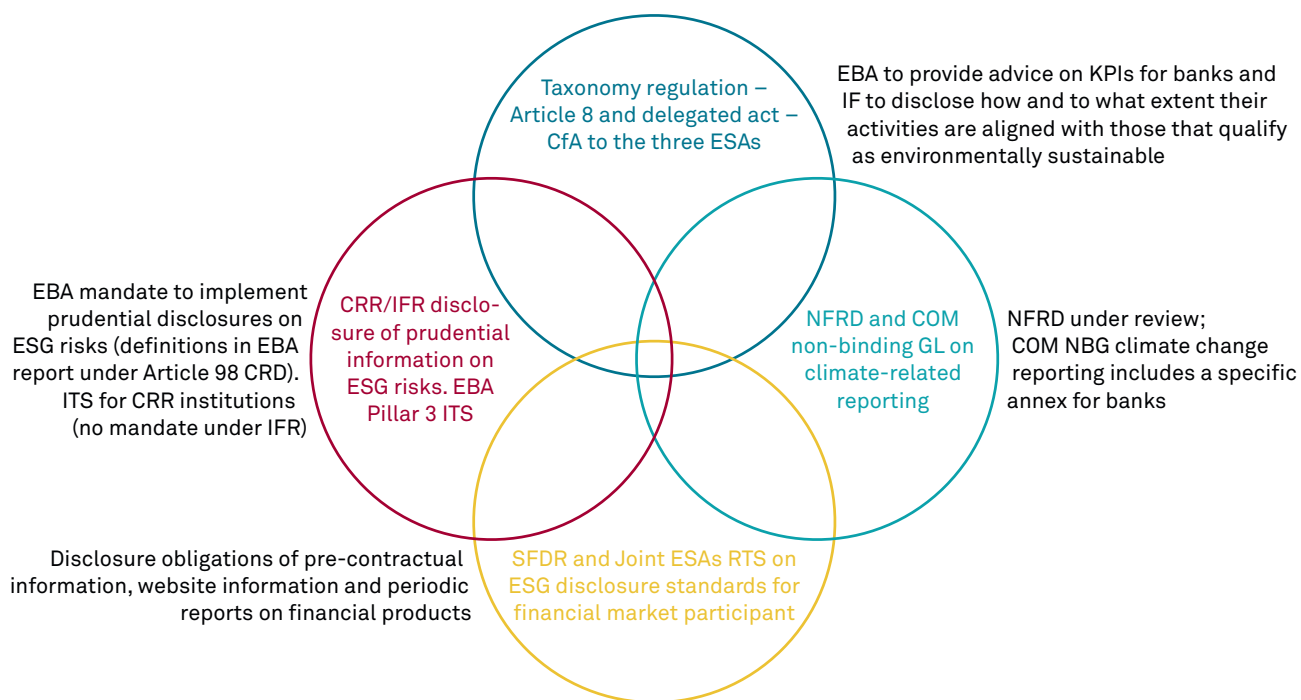 Taxonomy regulation –
Article 8 and delegated act –
CfA to the three ESAs
EBA to provide advice on KPIs for banks and
IF to disclose how and to what extent their
activities are aligned with those that qualify
as environmentally sustainable
EBA mandate to implement
prudential disclosures on
ESG risks (definitions in EBA
report under Article 98 CRD).
ITS for CRR institutions
(no mandate under IFR)
CRR/IFR disclo-
sure of prudential
information on
ESG risks. EBA
Pillar 3 ITS
NFRD and COM
non-binding GL on
climate-related
reporting
NFRD under review;
COM NBG climate change
reporting includes a specific
annex for banks
Disclosure obligations of pre-contractual
information, website information and periodic
reports on financial products
SFDR and Joint ESAs RTS on
ESG disclosure standards for
financial market participant